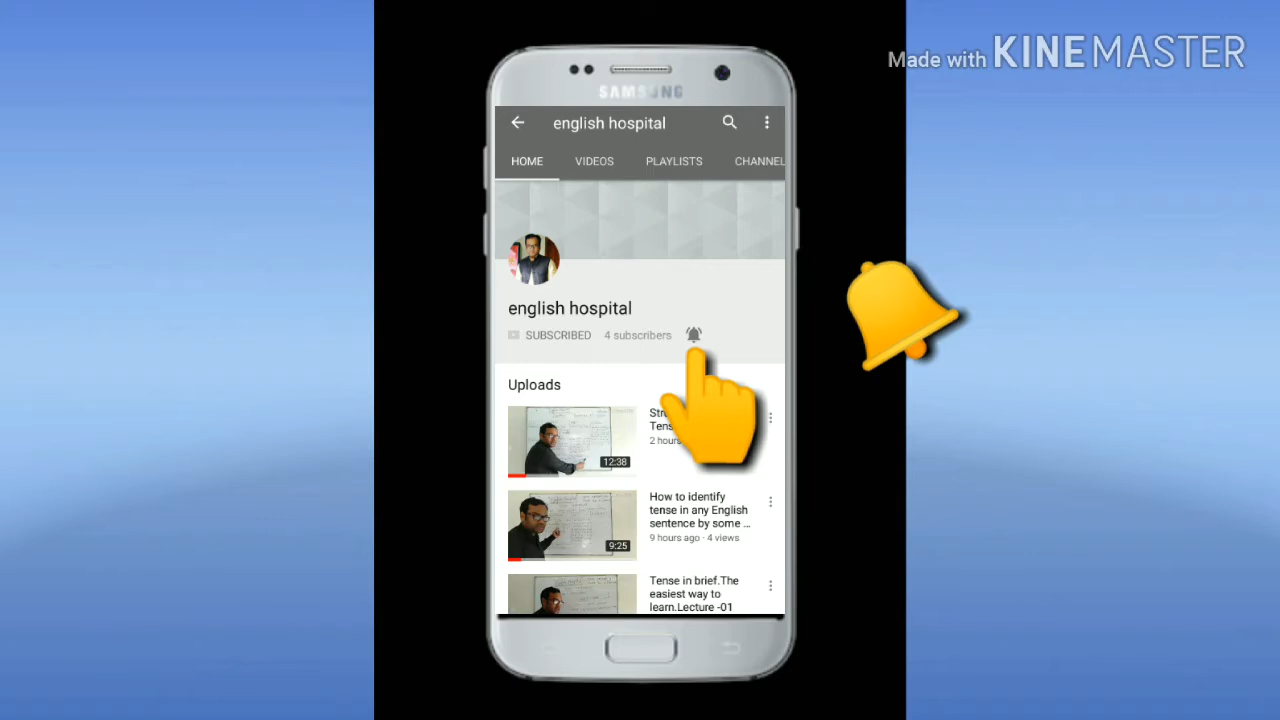 Made with KINEMASTER
SAMSUNG
english hospital
HOME VIDEOS PLAYLISTS CHANNEL
english hospital
SUBSCRIBED 4 subscribers
Uploads
12:38
2 hours
How to identify
tense in any English
sentence by some ...
9 hours ago · 4 views
9:25
Tense in brief.The
easiest way to
learn.Lecture -01